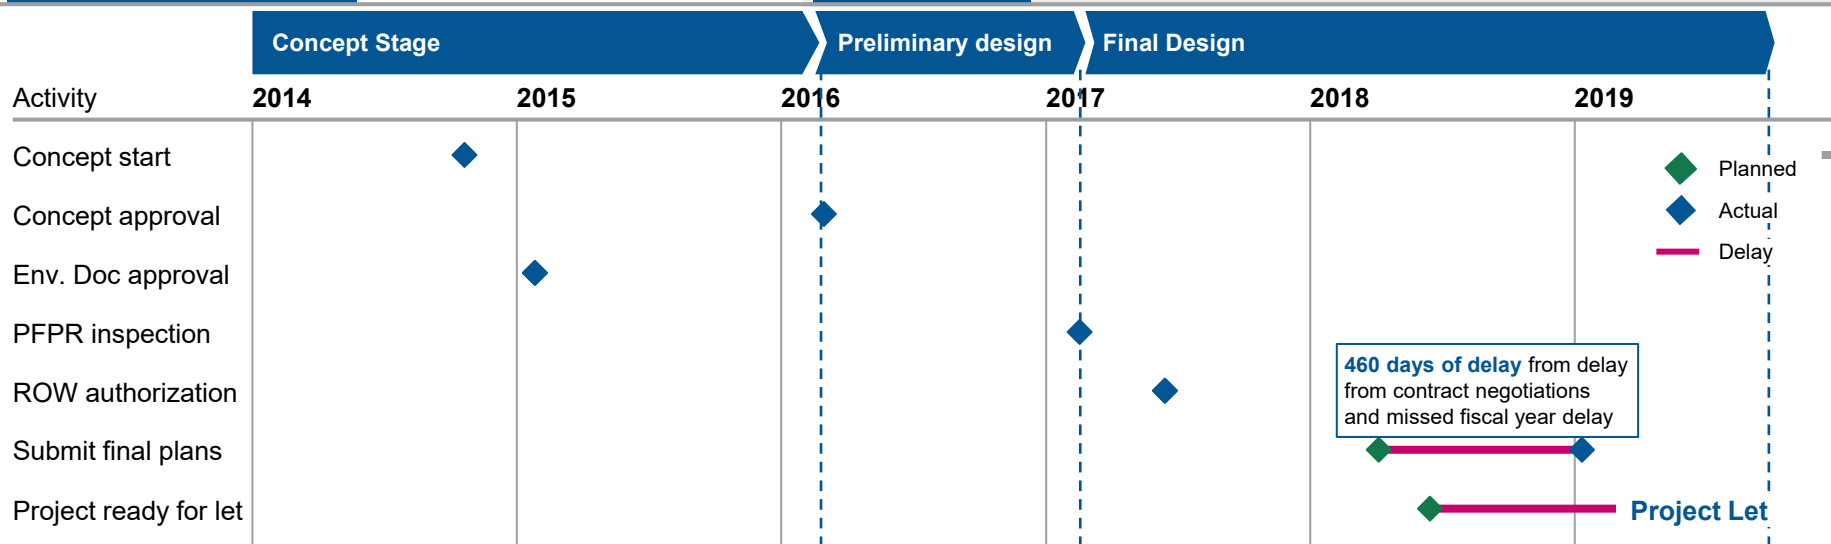 Concept Stage
Preliminary design
Final Design
Activity
2014
2015
2016
2017
2018
2019
Concept start
Planned
Concept approval
Actual
Delay
Env. Doc approval
PFPR inspection
460 days of delay from delay
from contract negotiations
and missed fiscal year delay
ROW authorization
Submit final plans
Project ready for let
Project Let